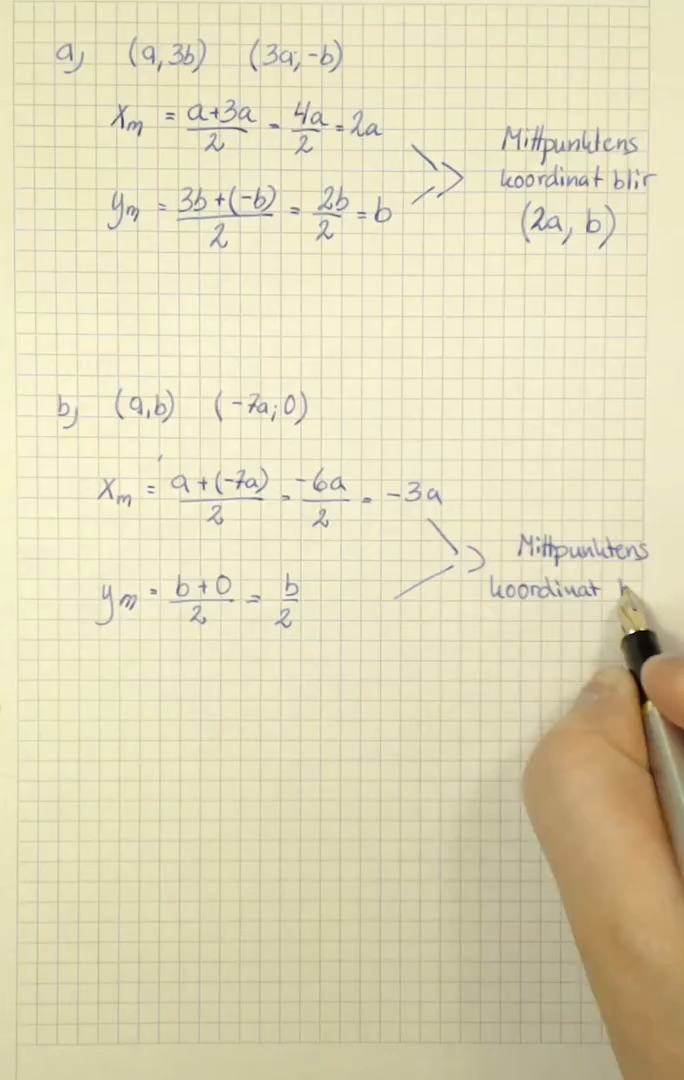 a) (a, 3b) (3a, -b)
xm = a+3a/2 = 4a/2 = 2a
ym = 3b+(-b)/2 = 2b/2 = b
Mittpunktens
koordinat blir
(2a, b)
b) (a,b) (-7a; 0)
xm = a+(-7a)/2 = -6a/2 = -3a
ym = b+0/2 = b/2
Mittpunktens
koordinat b